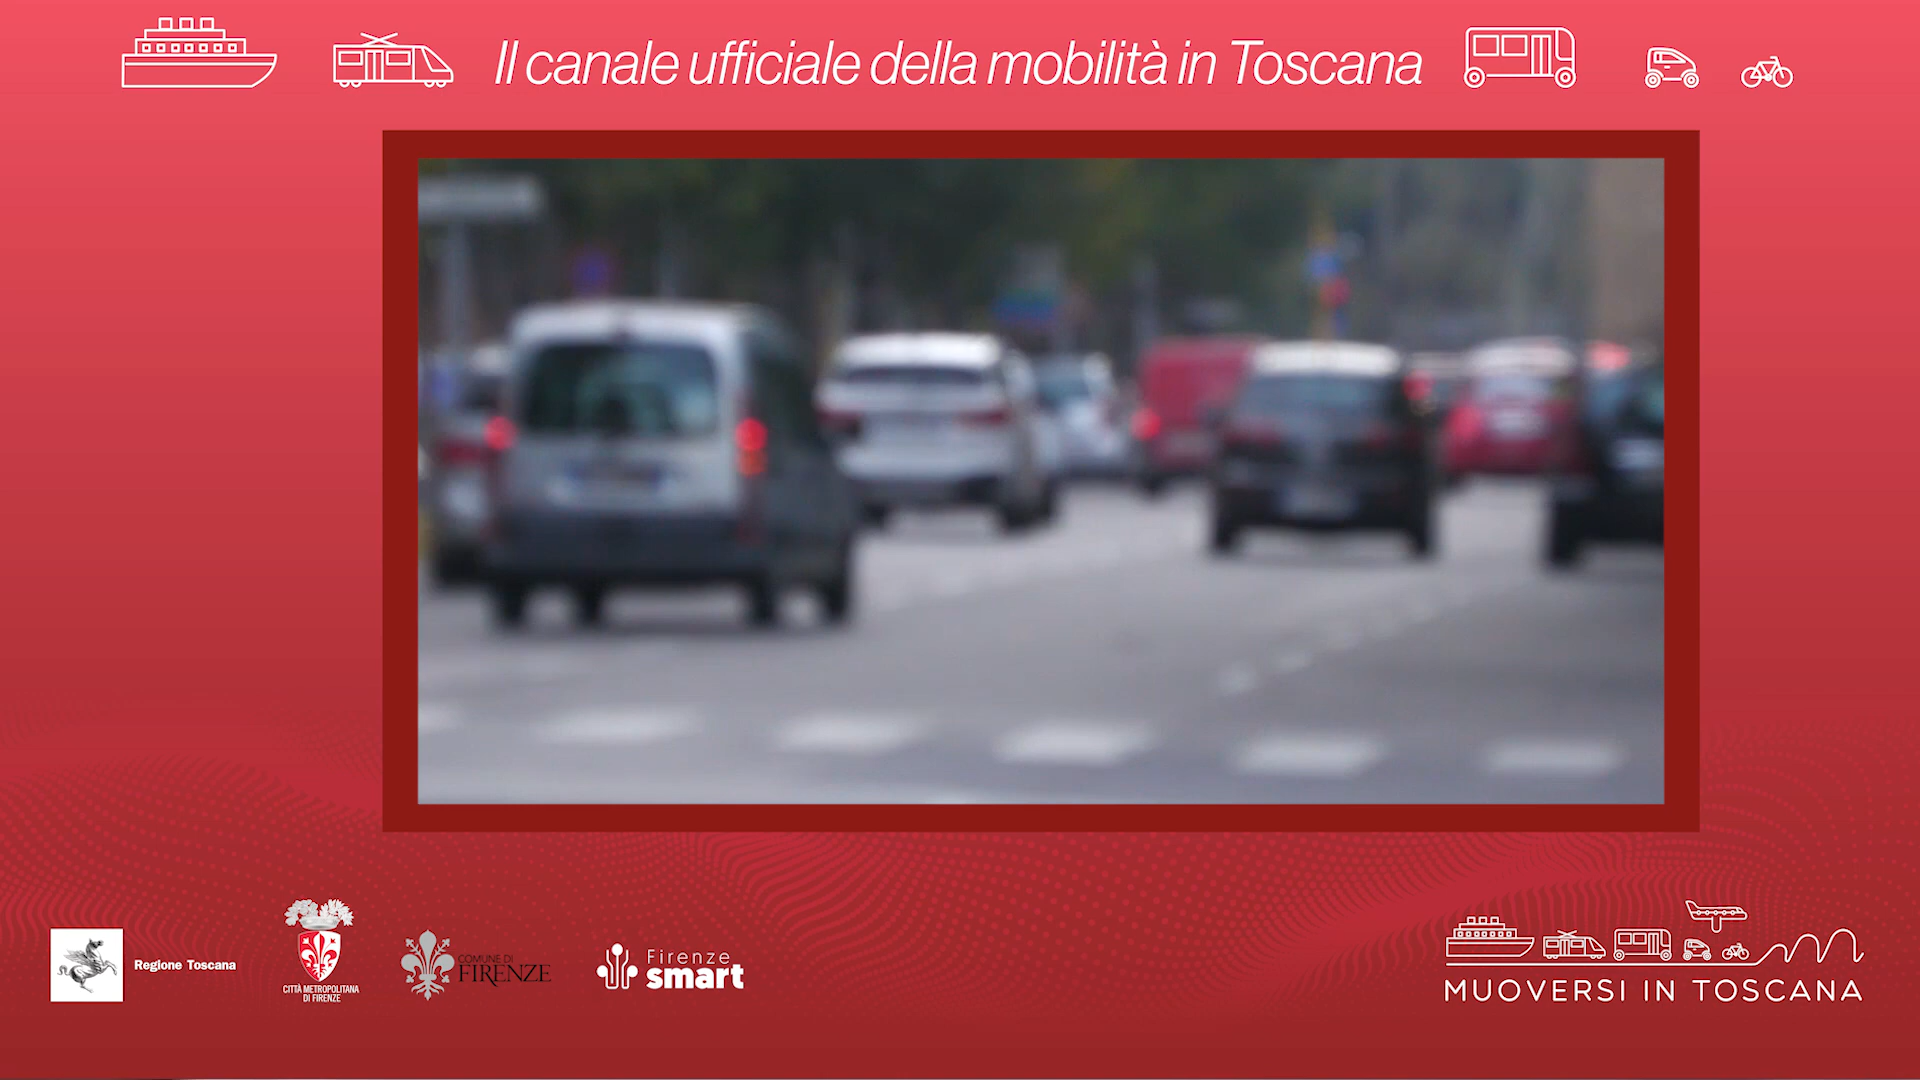 Il canale ufficiale della mobilità in Toscana
Regione Toscana
CITTÀ METROPOLITANA
DI FIRENZE
COMUNE DI
FIRENZE
Firenze
smart
MUOVERSI IN TOSCANA